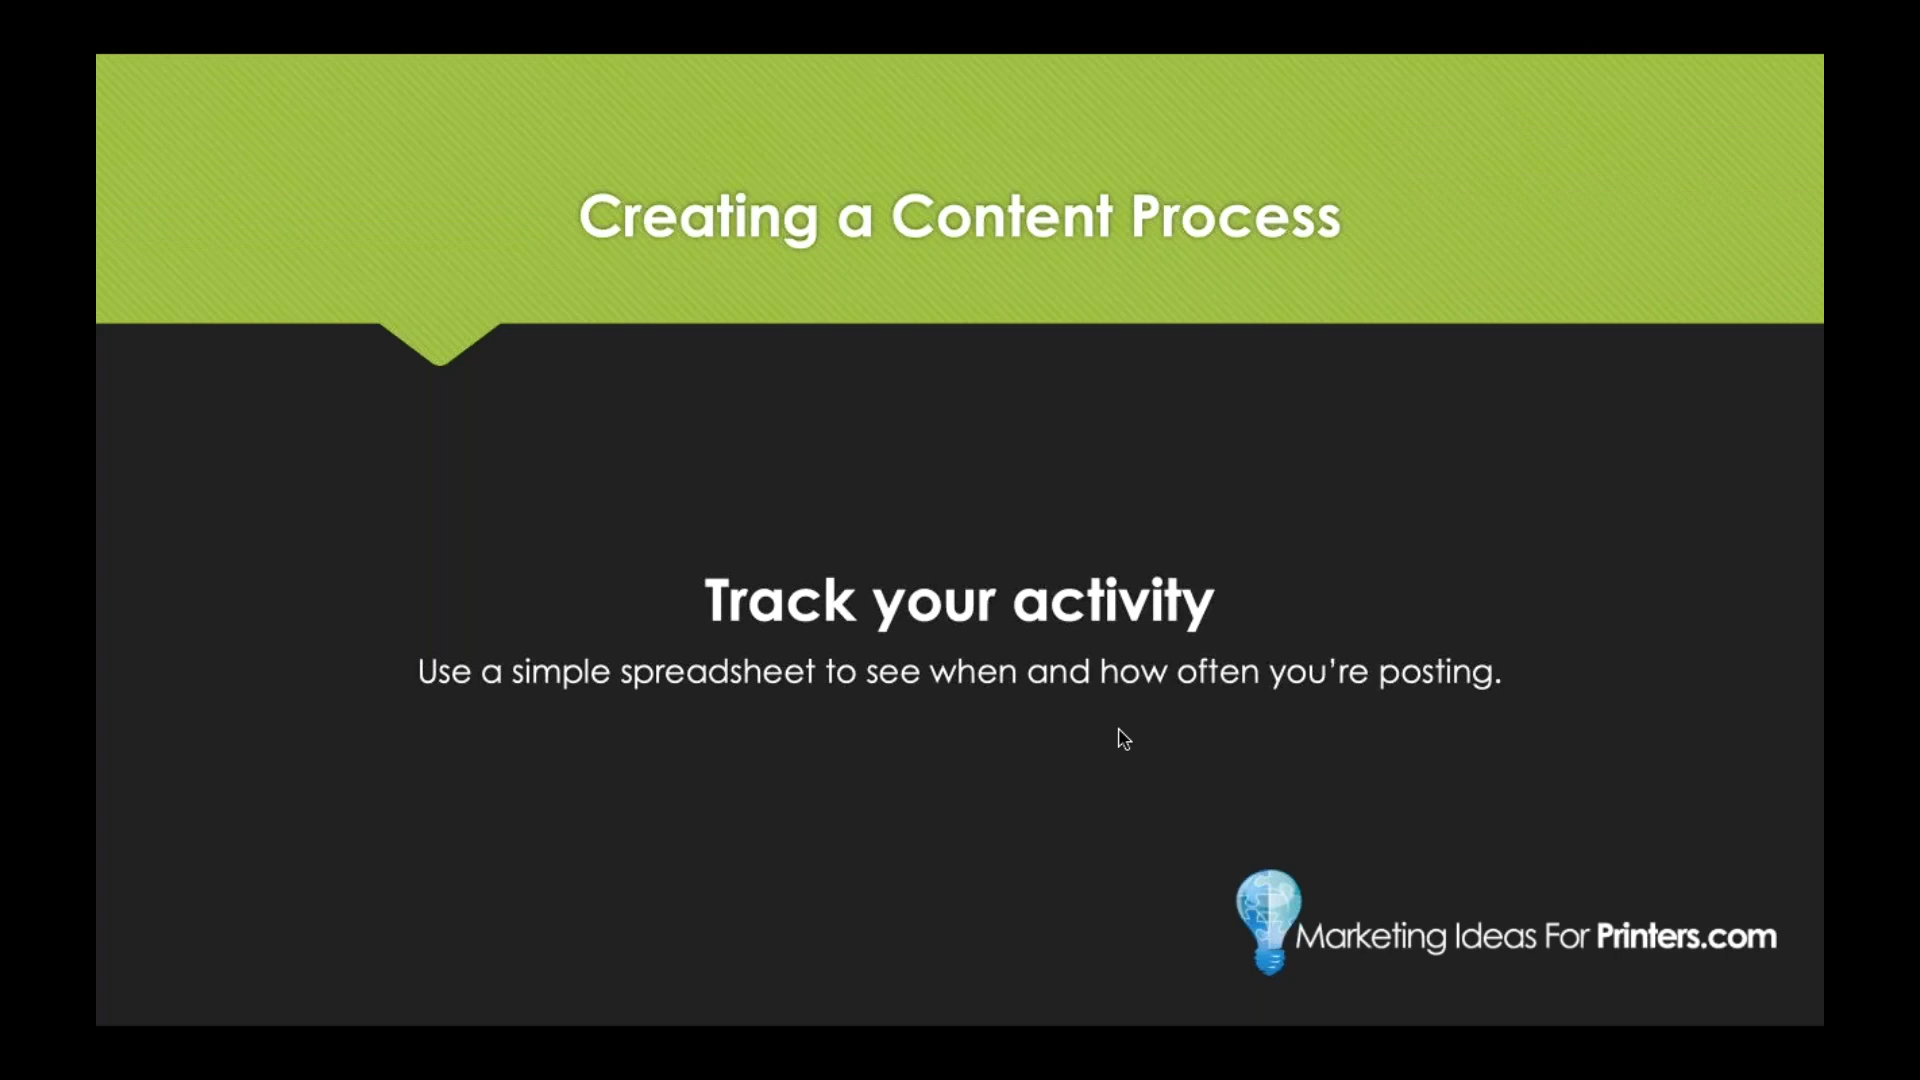 Creating a Content Process
Track your activity
Use a simple spreadsheet to see when and how often you’re posting.
Marketing Ideas For Printers.com